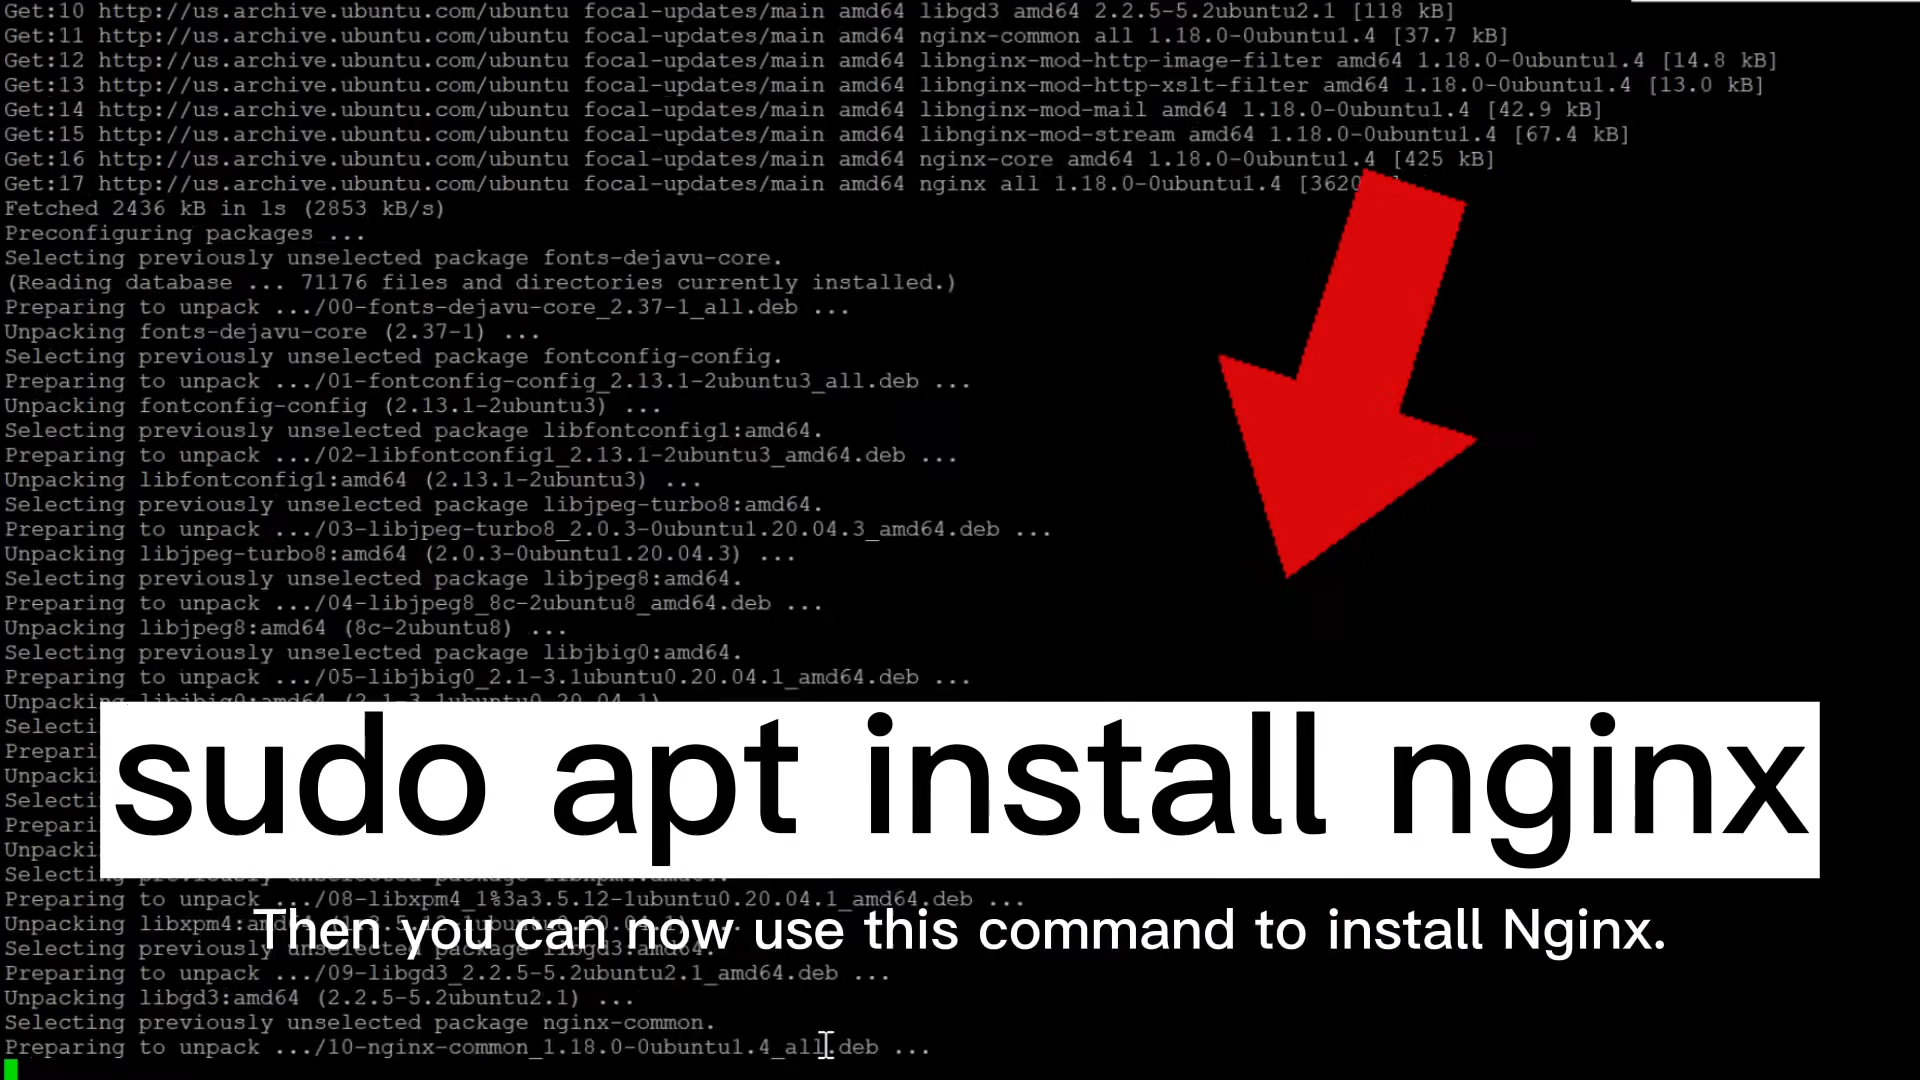 Get:10 http://us.archive.ubuntu.com/ubuntu focal-updates/main amd64 libgd3 amd64 2.2.5-5.2ubuntu2.1 [118 kB]
Get:11 http://us.archive.ubuntu.com/ubuntu focal-updates/main amd64 nginx-common all 1.18.0-0ubuntu1.4 [37.7 kB]
Get:12 http://us.archive.ubuntu.com/ubuntu focal-updates/main amd64 libnginx-mod-http-image-filter amd64 1.18.0-0ubuntu1.4 [14.8 kB]
Get:13 http://us.archive.ubuntu.com/ubuntu focal-updates/main amd64 libnginx-mod-http-xslt-filter amd64 1.18.0-0ubuntu1.4 [13.0 kB]
Get:14 http://us.archive.ubuntu.com/ubuntu focal-updates/main amd64 libnginx-mod-mail amd64 1.18.0-0ubuntu1.4 [42.9 kB]
Get:15 http://us.archive.ubuntu.com/ubuntu focal-updates/main amd64 libnginx-mod-stream amd64 1.18.0-0ubuntu1.4 [67.4 kB]
Get:16 http://us.archive.ubuntu.com/ubuntu focal-updates/main amd64 nginx-core amd64 1.18.0-0ubuntu1.4 [425 kB]
Get:17 http://us.archive.ubuntu.com/ubuntu focal-updates/main amd64 nginx all 1.18.0-0ubuntu1.4 [3620
Fetched 2436 kB in 1s (2853 kB/s)
Preconfiguring packages ...
Selecting previously unselected package fonts-dejavu-core.
(Reading database ... 71176 files and directories currently installed.)
Preparing to unpack .../00-fonts-dejavu-core_2.37-1_all.deb ...
Unpacking fonts-dejavu-core (2.37-1) ...
Selecting previously unselected package fontconfig-config.
Preparing to unpack .../01-fontconfig-config_2.13.1-2ubuntu3_all.deb ...
Unpacking fontconfig-config (2.13.1-2ubuntu3) ...
Selecting previously unselected package libfontconfig1:amd64.
Preparing to unpack .../02-libfontconfig1_2.13.1-2ubuntu3_amd64.deb ...
Unpacking libfontconfig1:amd64 (2.13.1-2ubuntu3) ...
Selecting previously unselected package libjpeg-turbo8:amd64.
Preparing to unpack .../03-libjpeg-turbo8_2.0.3-0ubuntu1.20.04.3_amd64.deb ...
Unpacking libjpeg-turbo8:amd64 (2.0.3-0ubuntu1.20.04.3) ...
Selecting previously unselected package libjpeg8:amd64.
Preparing to unpack .../04-libjpeg8_8c-2ubuntu8_amd64.deb ...
Unpacking libjpeg8:amd64 (8c-2ubuntu8) ...
Selecting previously unselected package libjbig0:amd64.
Preparing to unpack .../05-libjbig0_2.1-3.1ubuntu0.20.04.1_amd64.deb ...
Unpacking libjbig0:amd64 (2.1-3.1ubuntu0.20.04.1)
sudo apt install nginx
Preparing to unpack .../08-libxpm4_1%3a3.5.12-1ubuntu0.20.04.1_amd64.deb ...
Unpacking libxpm4:amd64
Then you can now use this command to install Nginx.
Selecting previously unselected package libgd3:amd64.
Preparing to unpack .../09-libgd3_2.2.5-5.2ubuntu2.1_amd64.deb ...
Unpacking libgd3:amd64 (2.2.5-5.2ubuntu2.1) ...
Selecting previously unselected package nginx-common.
Preparing to unpack .../10-nginx-common_1.18.0-0ubuntu1.4_all.deb ...